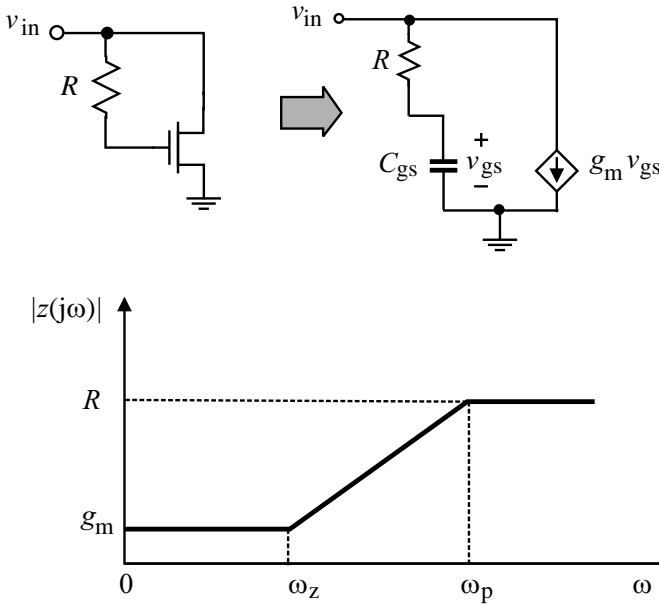 v_in
R
v_in
R
C_gs
+
v_gs
−
g_m v_gs
|z(jω)|
R
g_m
0
ω_z
ω_p
ω